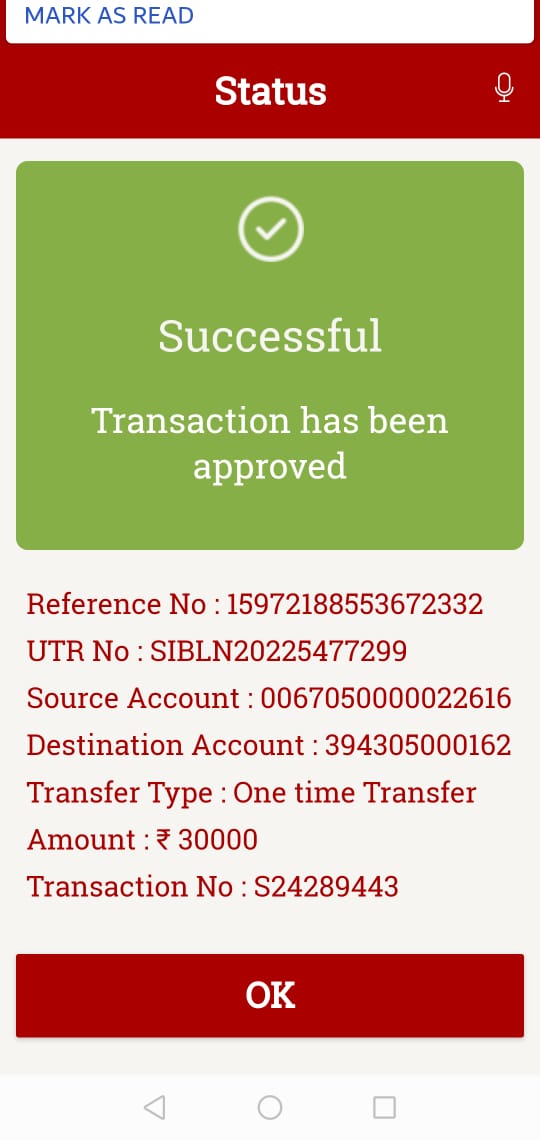 MARK AS READ
Status
Successful
Transaction has been
approved
Reference No : 15972188553672332
UTR No : SIBLN20225477299
Source Account : 0067050000022616
Destination Account : 394305000162
Transfer Type : One time Transfer
Amount : ₹ 30000
Transaction No : S24289443
OK